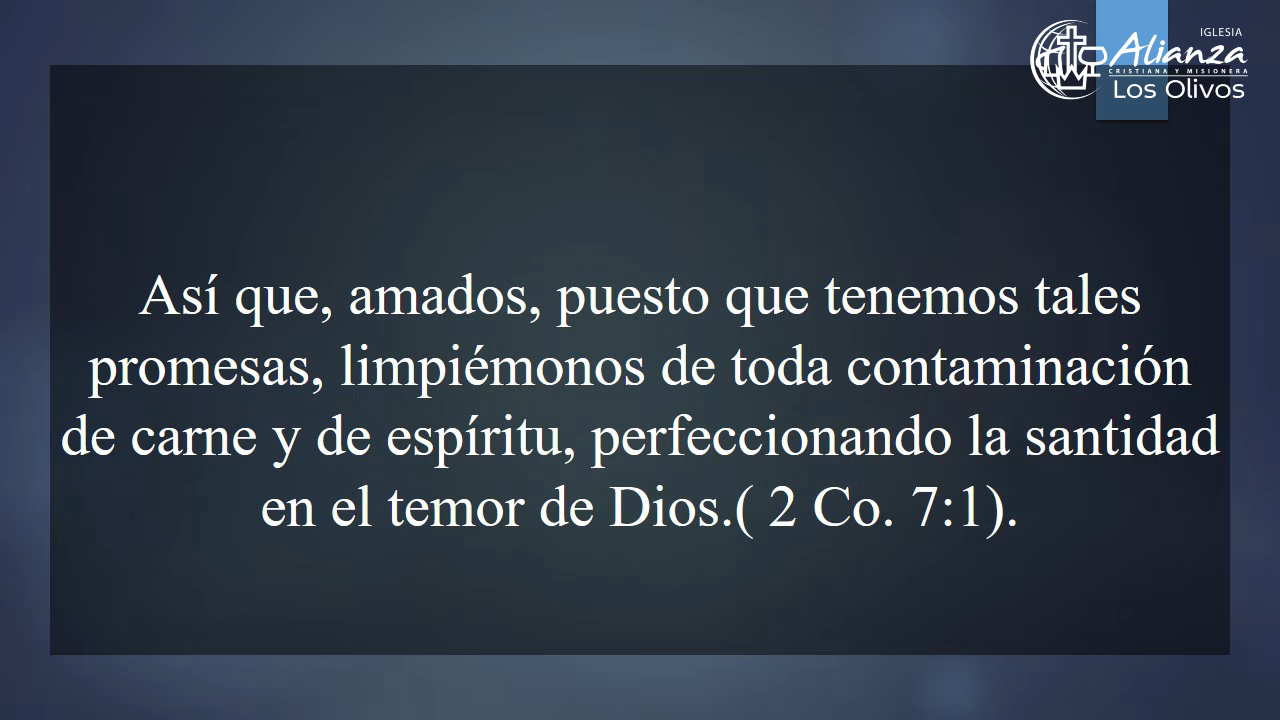 IGLESIA
Alianza
CRISTIANA Y MISIONERA
Los Olivos
Así que, amados, puesto que tenemos tales
promesas, limpiémonos de toda contaminación
de carne y de espíritu, perfeccionando la santidad
en el temor de Dios.( 2 Co. 7:1).